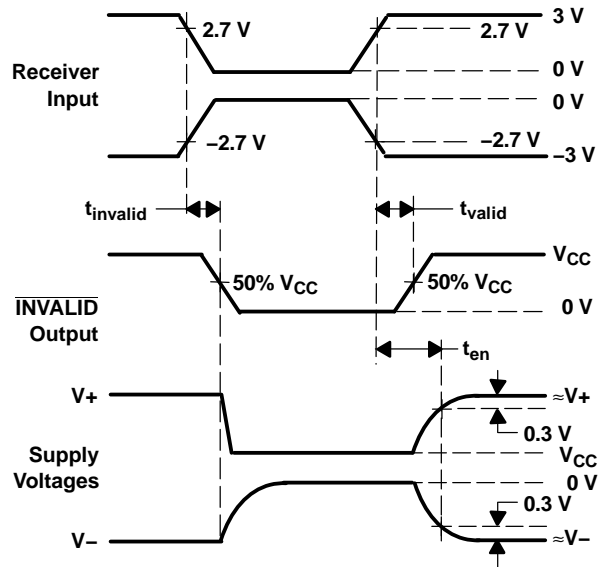 3 V
2.7 V
2.7 V
Receiver
Input
0 V
0 V
−2.7 V
−2.7 V
−3 V
tinvalid
tvalid
VCC
50% VCC
50% VCC
INVALID
Output
0 V
ten
V+
≈V+
0.3 V
Supply
Voltages
VCC
0 V
0.3 V
V−
≈V−